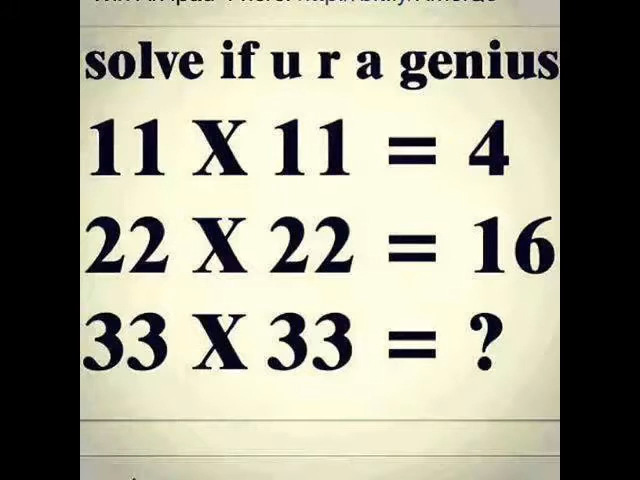 solve if u r a genius
11 X 11 = 4
22 X 22 = 16
33 X 33 = ?